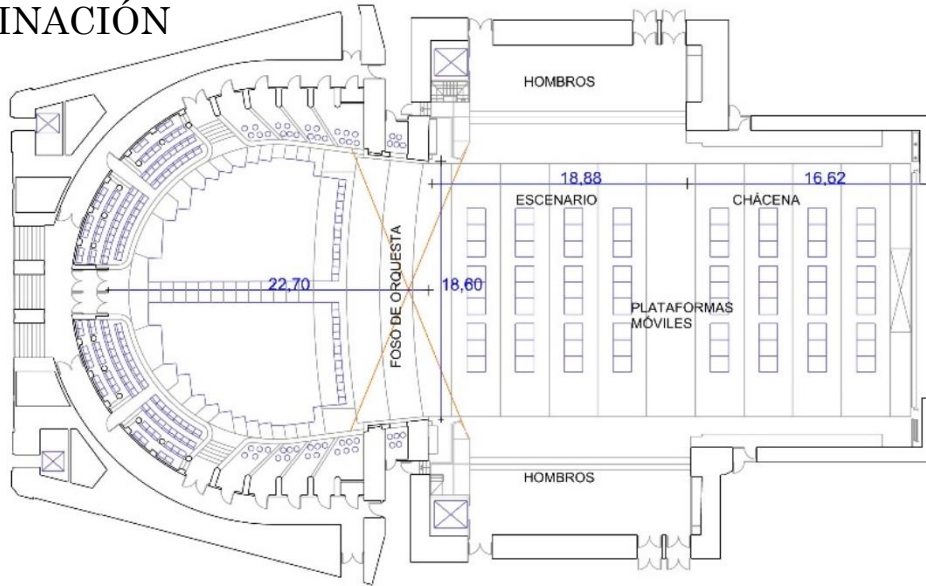 INACIÓN
HOMBROS
18,88
16,62
ESCENARIO
CHÁCENA
FOSO DE ORQUESTA
22,70
18,60
PLATAFORMAS
MÓVILES
HOMBROS